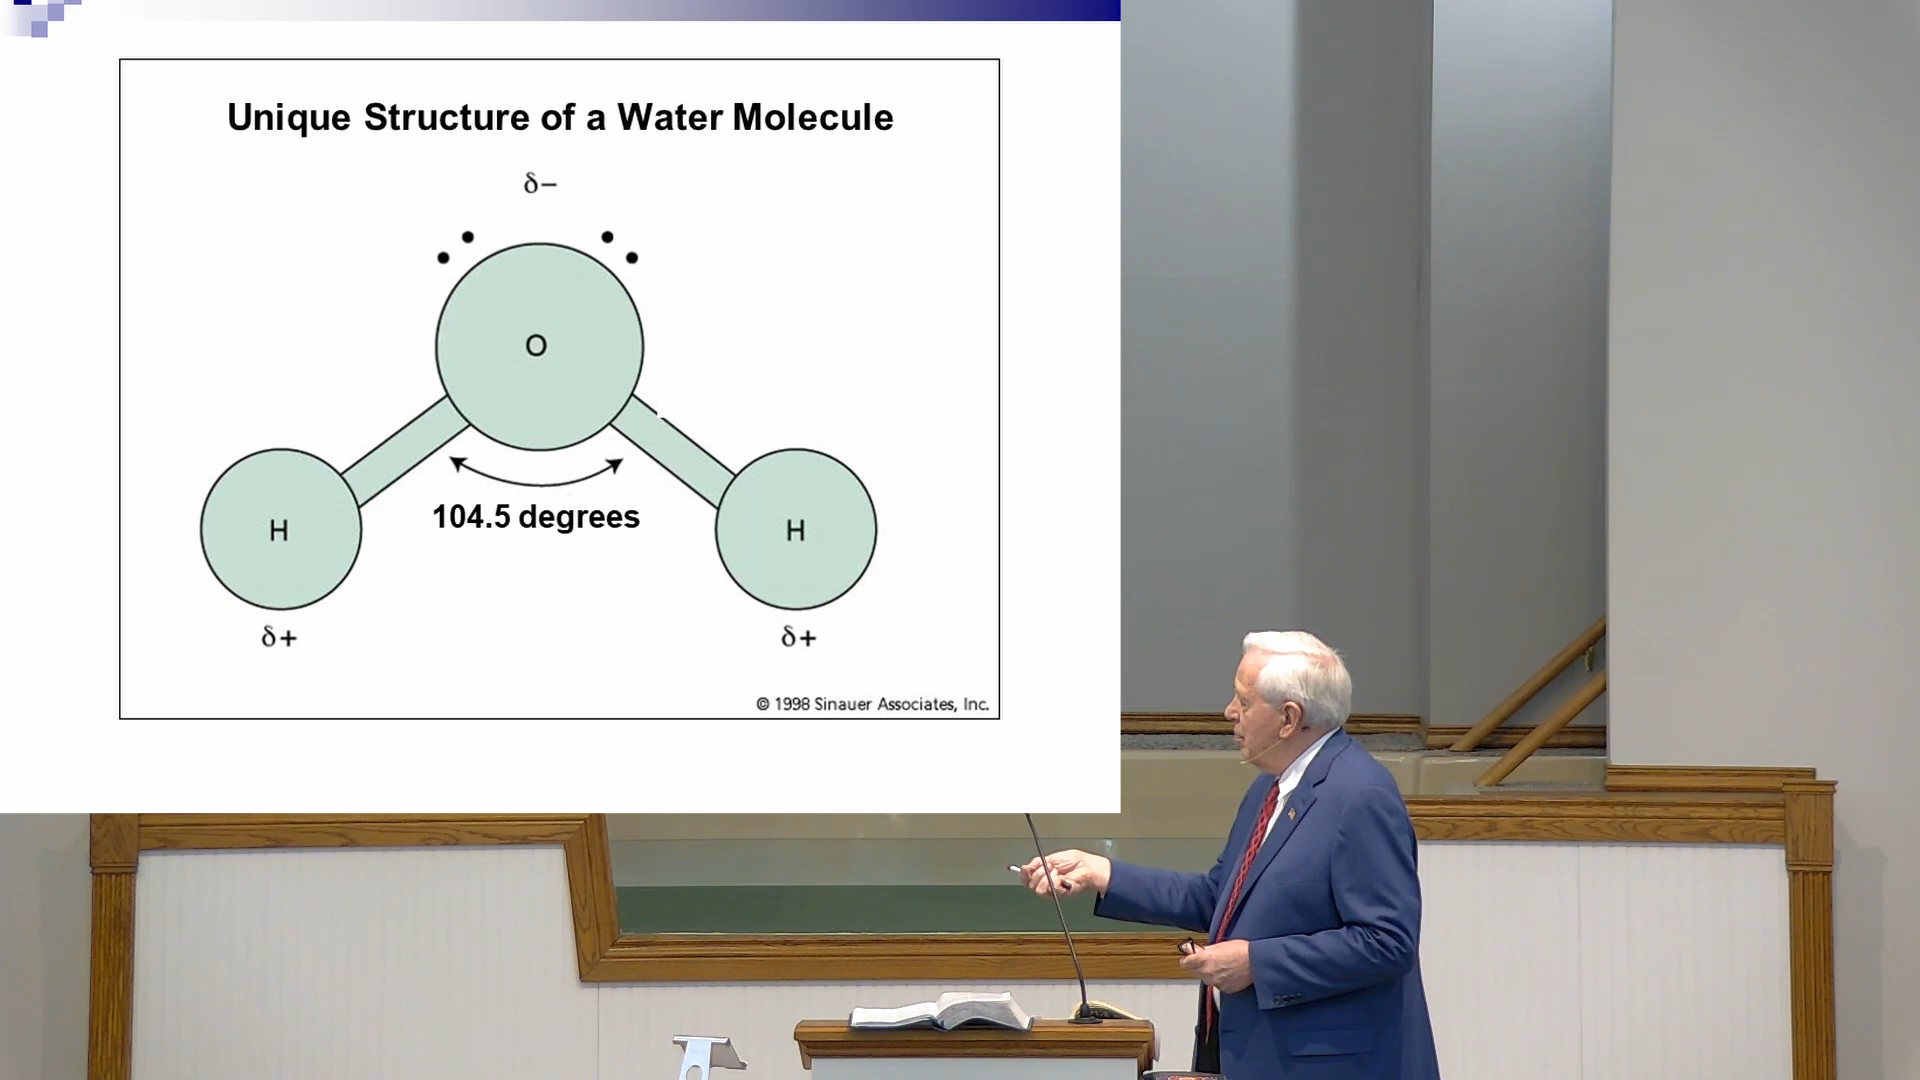 Unique Structure of a Water Molecule
δ−
O
104.5 degrees
H
H
δ+
δ+
© 1998 Sinauer Associates, Inc.